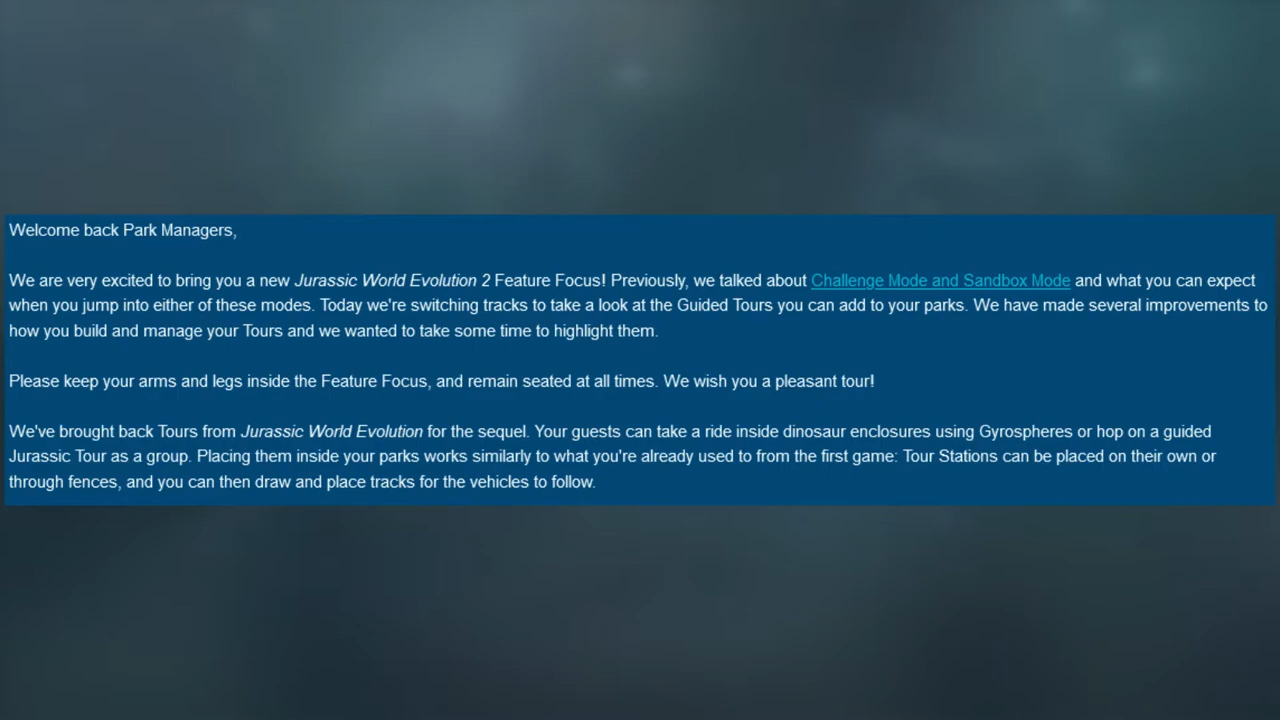 Welcome back Park Managers,
We are very excited to bring you a new Jurassic World Evolution 2 Feature Focus! Previously, we talked about Challenge Mode and Sandbox Mode and what you can expect
when you jump into either of these modes. Today we're switching tracks to take a look at the Guided Tours you can add to your parks. We have made several improvements to
how you build and manage your Tours and we wanted to take some time to highlight them.
Please keep your arms and legs inside the Feature Focus, and remain seated at all times. We wish you a pleasant tour!
We've brought back Tours from Jurassic World Evolution for the sequel. Your guests can take a ride inside dinosaur enclosures using Gyrospheres or hop on a guided
Jurassic Tour as a group. Placing them inside your parks works similarly to what you're already used to from the first game: Tour Stations can be placed on their own or
through fences, and you can then draw and place tracks for the vehicles to follow.